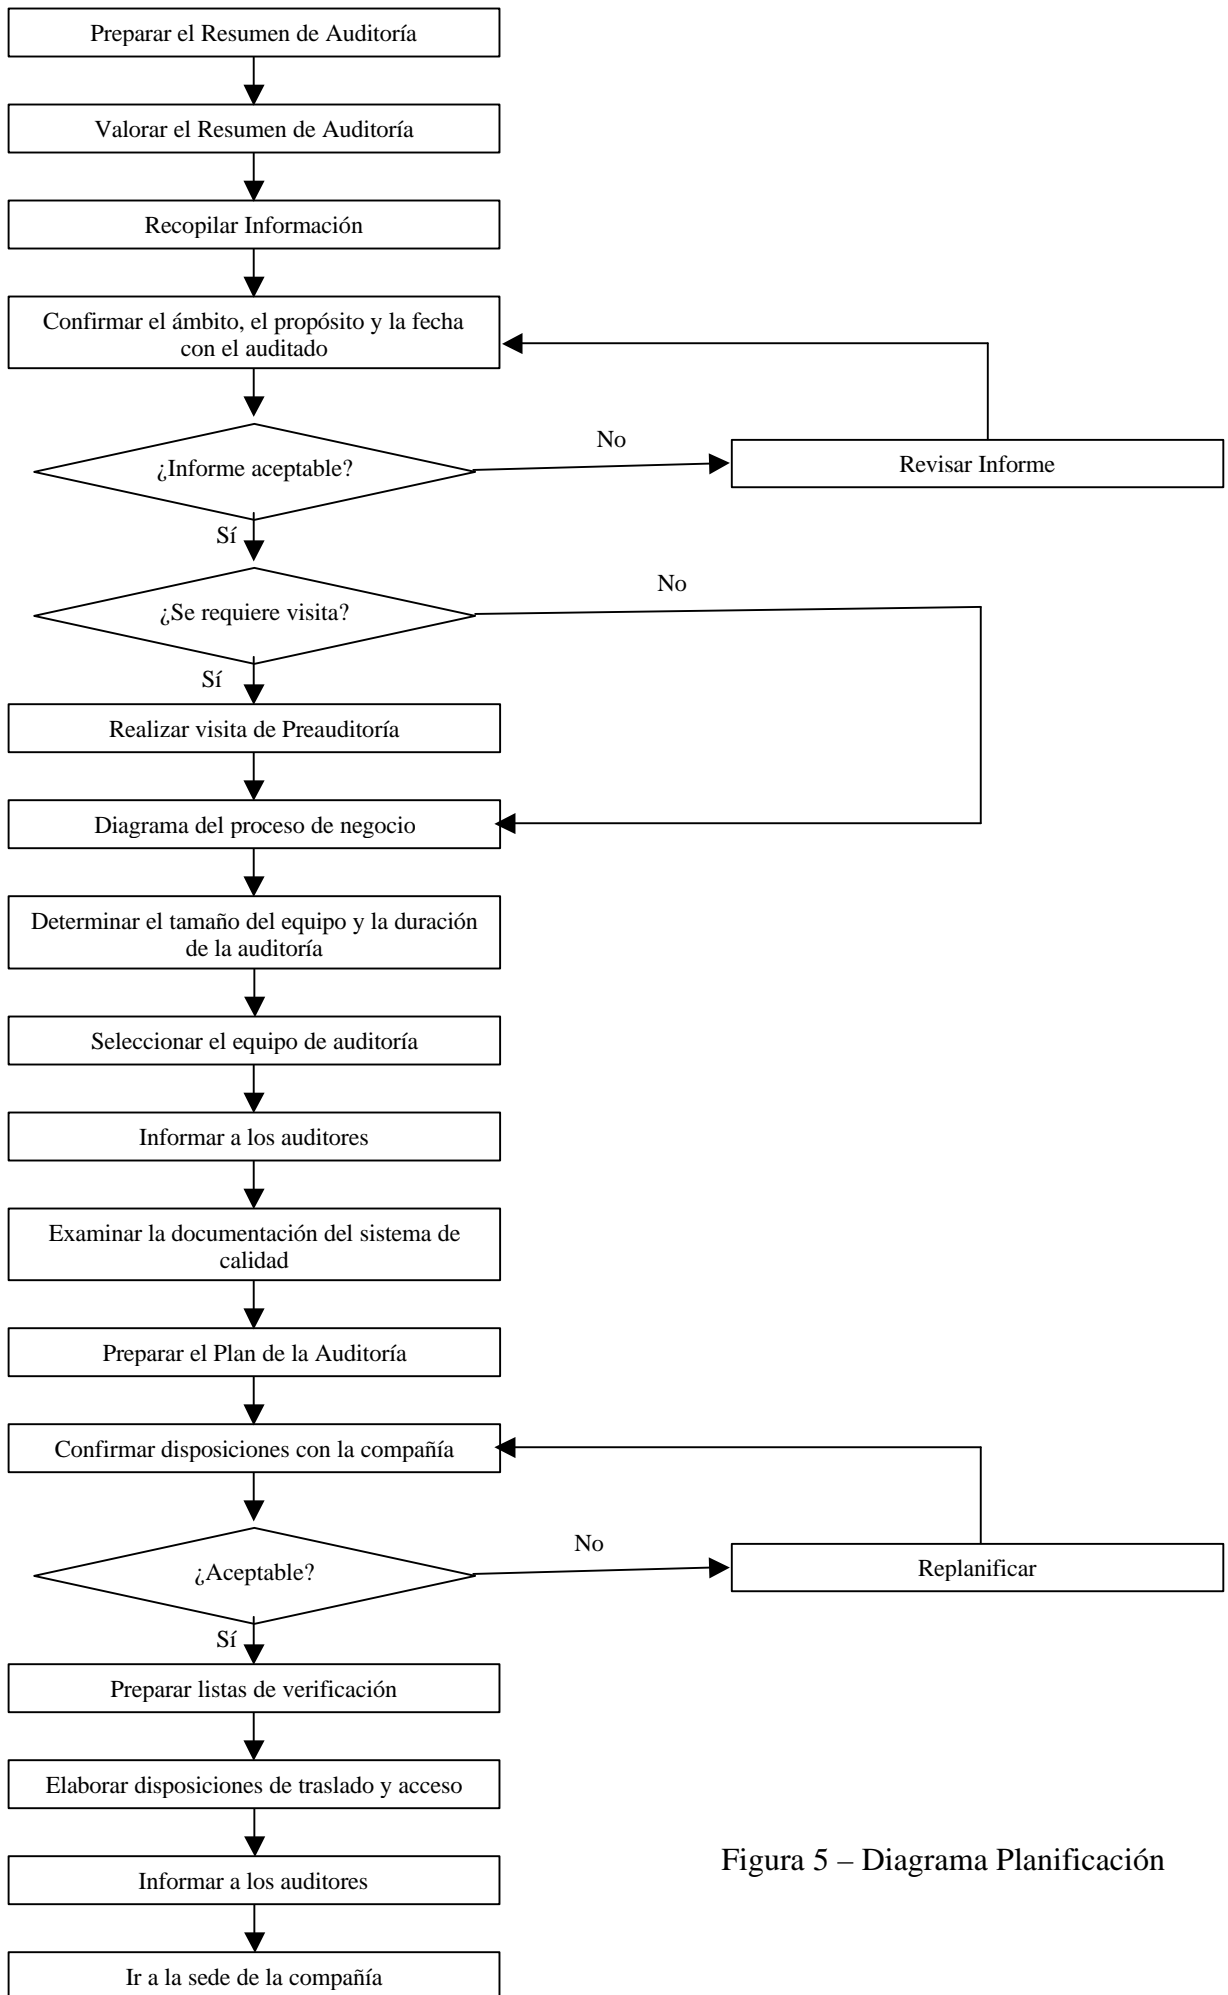 Preparar el Resumen de Auditoría
Valorar el Resumen de Auditoría
Recopilar Información
Confirmar el ámbito, el propósito y la fecha
con el auditado
No
¿Informe aceptable?
Revisar Informe
Sí
No
¿Se requiere visita?
Sí
Realizar visita de Preauditoría
Diagrama del proceso de negocio
Determinar el tamaño del equipo y la duración
de la auditoría
Seleccionar el equipo de auditoría
Informar a los auditores
Examinar la documentación del sistema de
calidad
Preparar el Plan de la Auditoría
Confirmar disposiciones con la compañía
No
¿Aceptable?
Replanificar
Sí
Preparar listas de verificación
Elaborar disposiciones de traslado y acceso
Figura 5 – Diagrama Planificación
Informar a los auditores
Ir a la sede de la compañía